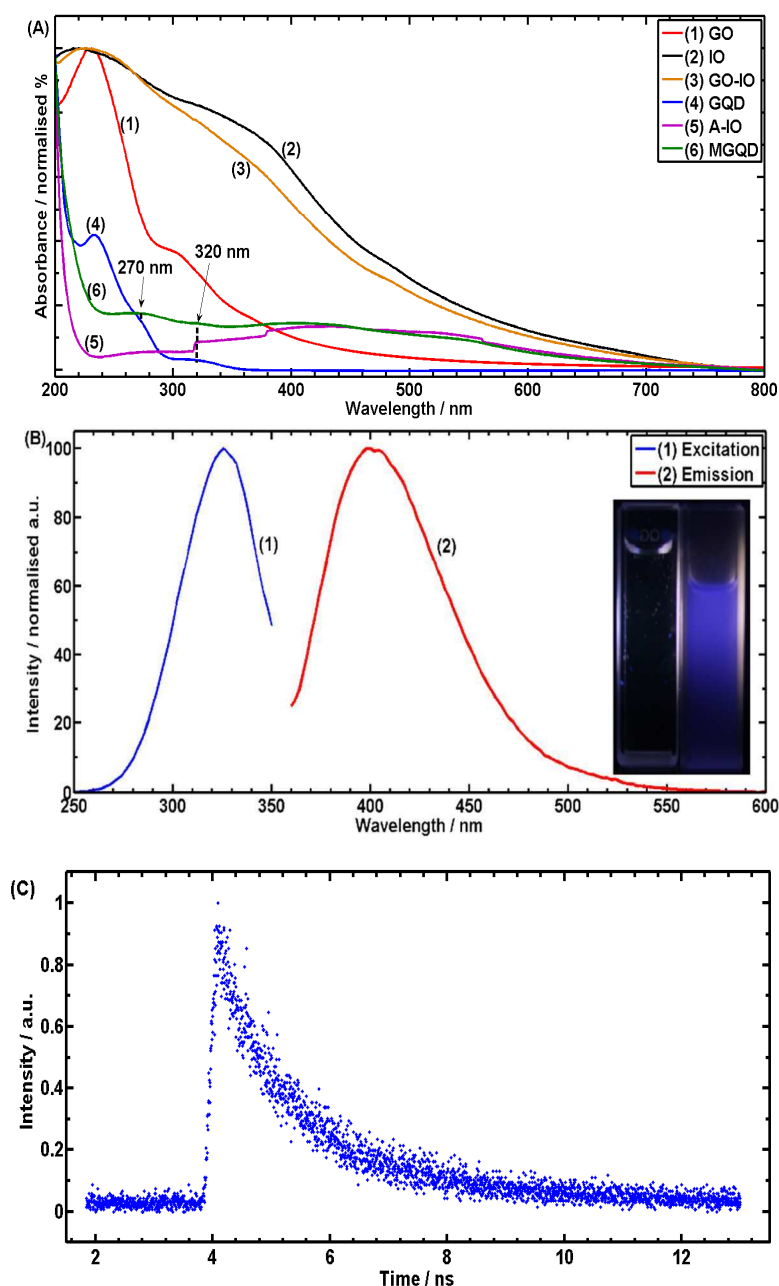 (A)
(1) GO
(2) IO
(3) GO-IO
(4) GQD
(5) A-IO
(6) MGQD
(1)
(2)
(3)
(4)
270 nm
320 nm
(6)
(5)
Absorbance / normalised %
200 300 400 500 600 700 800
Wavelength / nm
(B)
100
80
60
40
20
0
(1) Excitation
(2) Emission
(1)
(2)
Intensity / normalised a.u.
250 300 350 400 450 500 550 600
Wavelength / nm
(C)
1
0.8
0.6
0.4
0.2
0
Intensity / a.u.
2 4 6 8 10 12
Time / ns